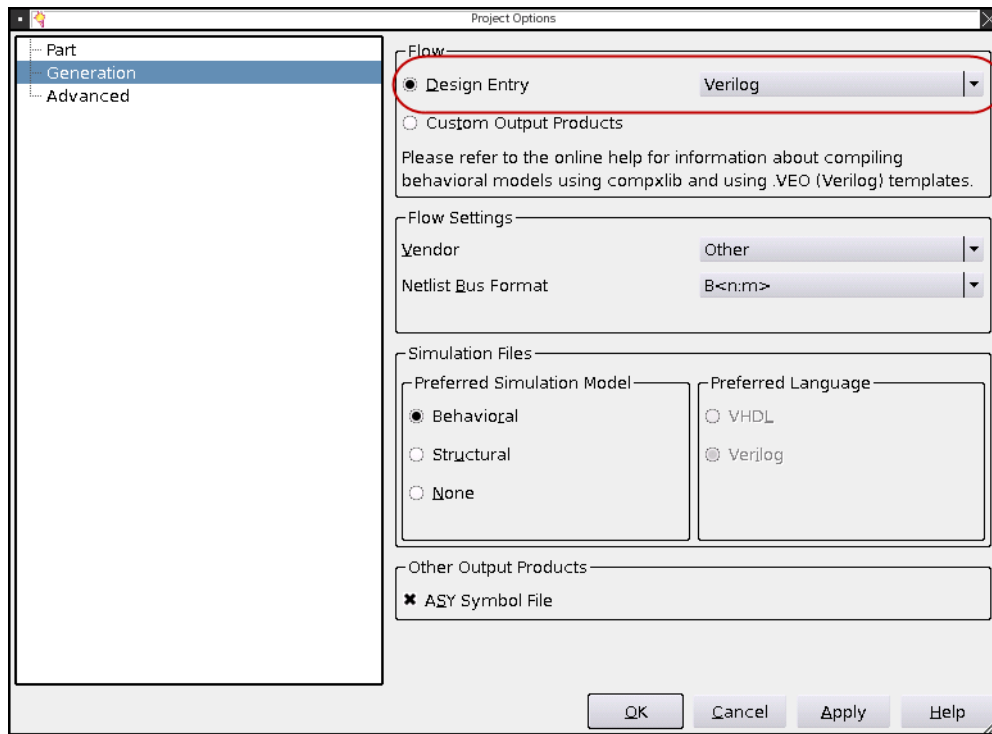 Project Options
Part
Generation
Advanced
Flow
Design Entry Verilog
Custom Output Products
Please refer to the online help for information about compiling
behavioral models using compxlib and using .VEO (Verilog) templates.
Flow Settings
Vendor Other
Netlist Bus Format B<n:m>
Simulation Files
Preferred Simulation Model
Behavioral
Structural
None
Preferred Language
VHDL
Verilog
Other Output Products
ASY Symbol File
OK Cancel Apply Help